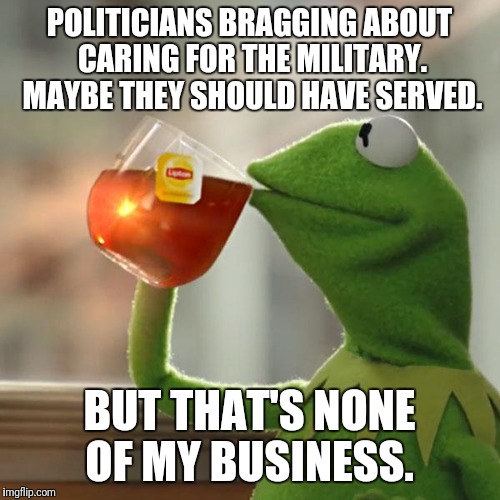 POLITICIANS BRAGGING ABOUT
CARING FOR THE MILITARY.
MAYBE THEY SHOULD HAVE SERVED.
Lipton
BUT THAT'S NONE
OF MY BUSINESS.
imgflip.com